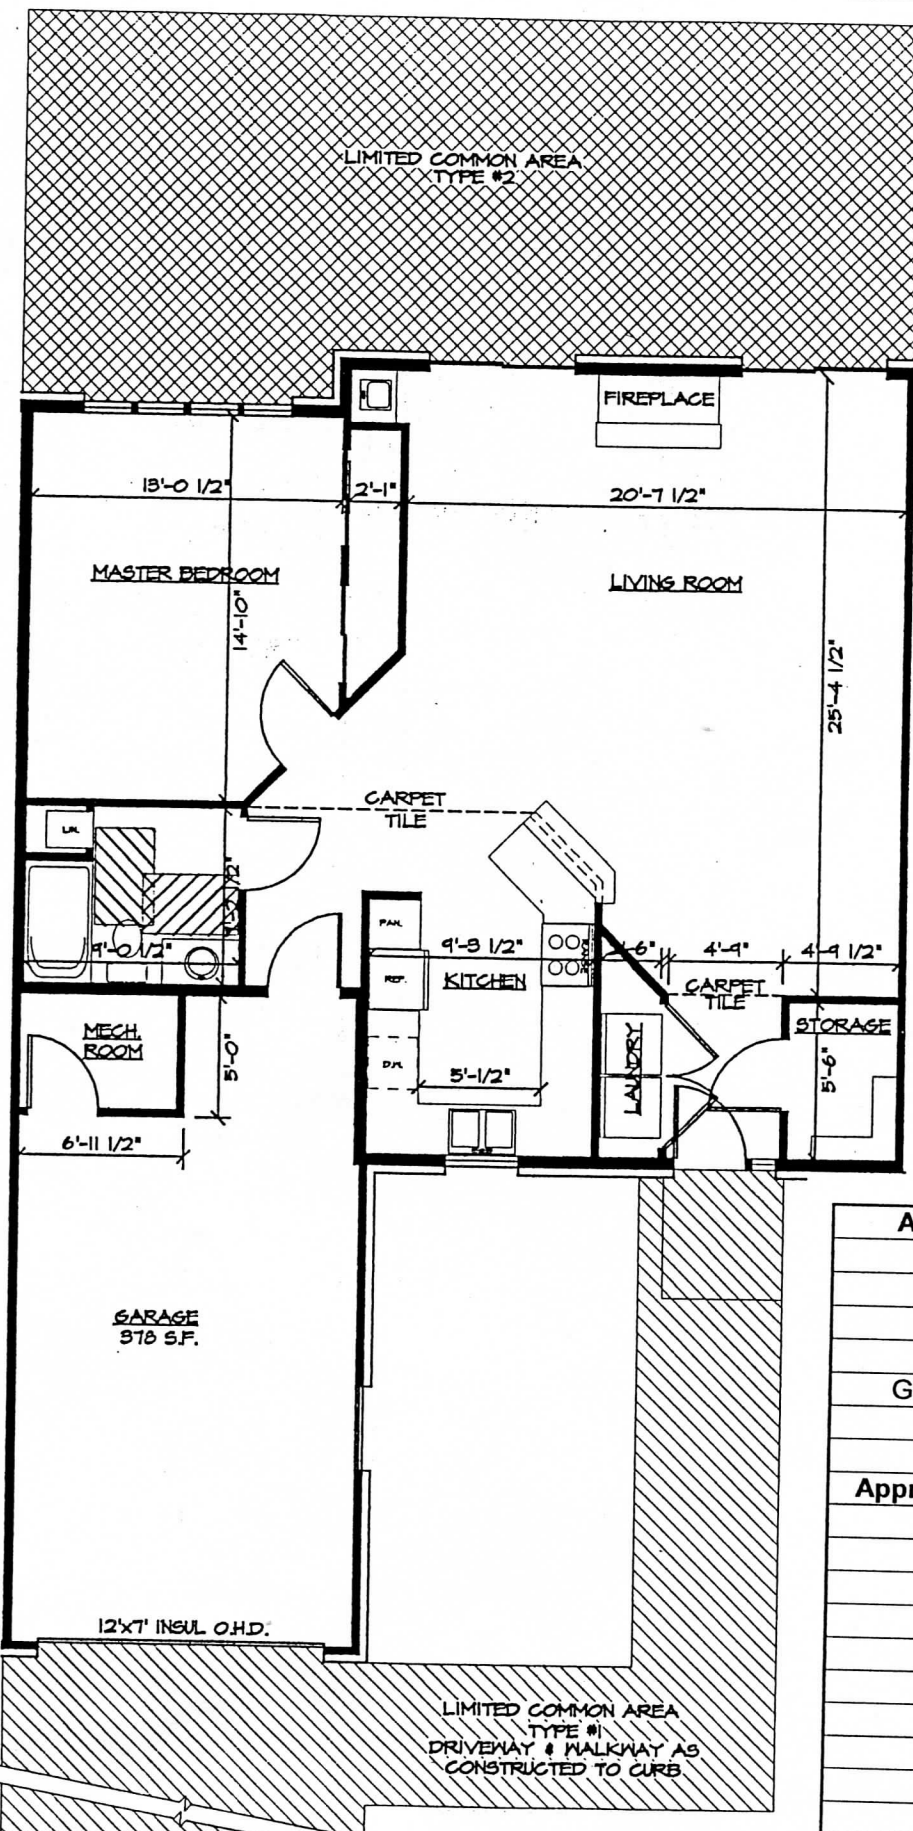 LIMITED COMMON AREA
TYPE #2
FIREPLACE
13'-0 1/2"
2'-1"
20'-7 1/2"
MASTER BEDROOM
LIVING ROOM
14'-10"
25'-4 1/2"
CARPET
TILE
LIN.
PAN.
9'-0 1/2"
REF.
9'-3 1/2"
KITCHEN
4'-9"
4'-9 1/2"
CARPET
TILE
MECH.
ROOM
5'-0"
D.W.
5'-1/2"
LAUNDRY
STORAGE
5'-6"
6'-11 1/2"
GARAGE
378 S.F.
12'x7' INSUL O.H.D.
LIMITED COMMON AREA
TYPE #1
DRIVEWAY & WALKWAY AS
CONSTRUCTED TO CURB
A
G
Appr